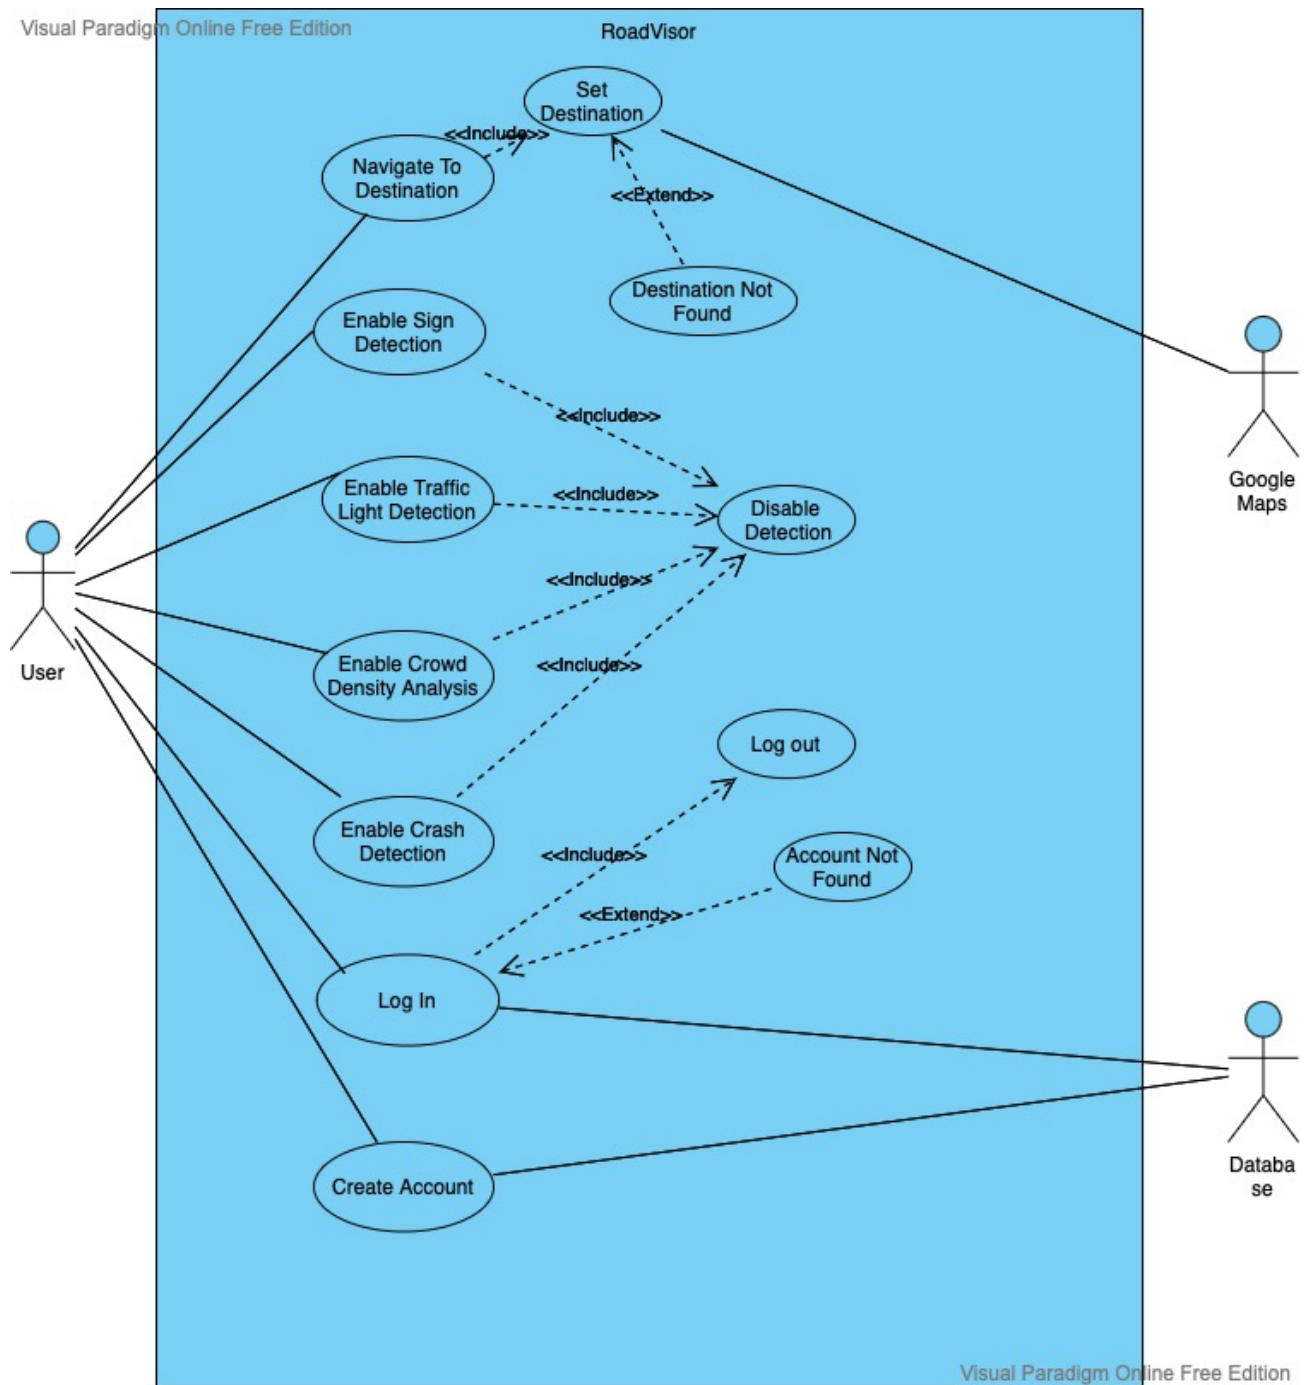 Visual Paradigm Online Free Edition
RoadVisor
Set
Destination
<<Include>>
Navigate To
Destination
<<Extend>>
Destination Not
Found
Enable Sign
Detection
<<Include>>
Google
Maps
Enable Traffic
Light Detection
<<Include>>
Disable
Detection
<<Include>>
User
Enable Crowd
Density Analysis
<<Include>>
Log out
Enable Crash
Detection
<<Include>>
Account Not
Found
<<Extend>>
Log In
Create Account
Databa
se
Visual Paradigm Online Free Edition